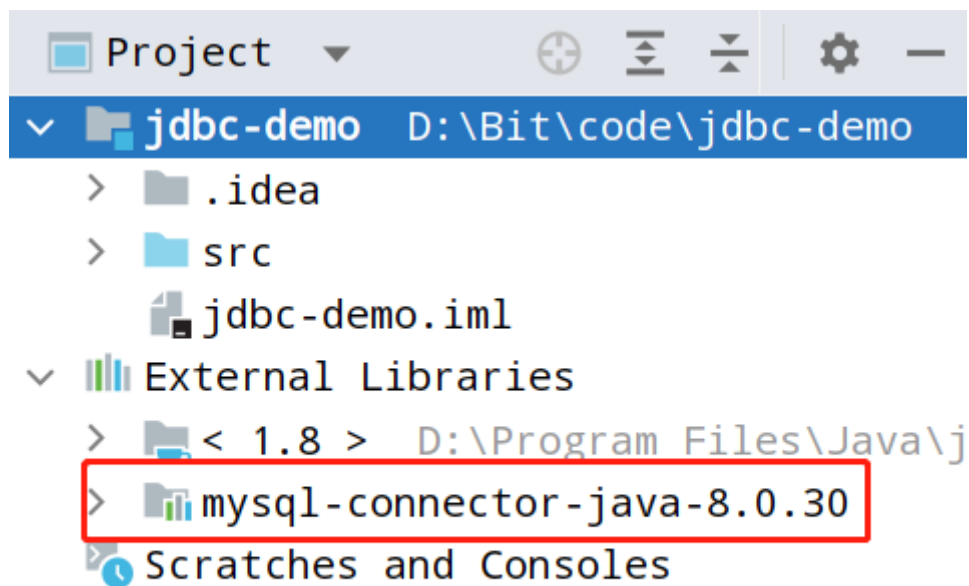 Project
jdbc-demo D:\Bit\code\jdbc-demo
.idea
src
jdbc-demo.iml
External Libraries
< 1.8 > D:\Program Files\Java\j
mysql-connector-java-8.0.30
Scratches and Consoles